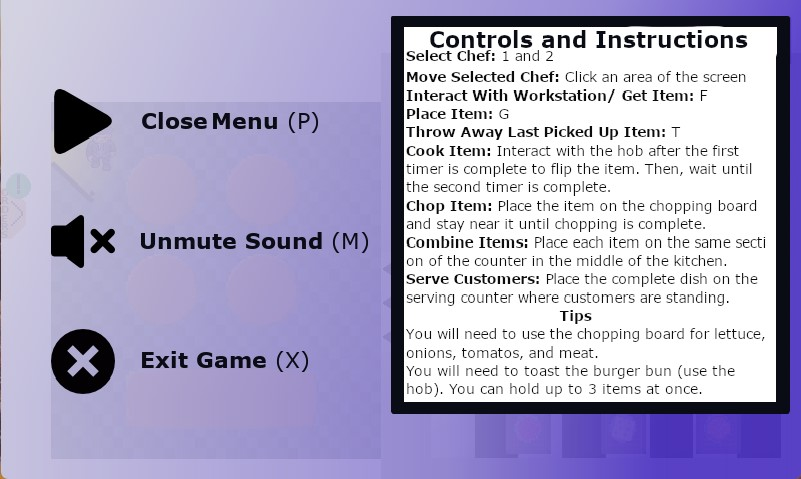 Close Menu (P)
Unmute Sound (M)
Exit Game (X)
Controls and Instructions
Select Chef: 1 and 2
Move Selected Chef: Click an area of the screen
Interact With Workstation/ Get Item: F
Place Item: G
Throw Away Last Picked Up Item: T
Cook Item: Interact with the hob after the first
timer is complete to flip the item. Then, wait until
the second timer is complete.
Chop Item: Place the item on the chopping board
and stay near it until chopping is complete.
Combine Items: Place each item on the same secti
on of the counter in the middle of the kitchen.
Serve Customers: Place the complete dish on the
serving counter where customers are standing.
Tips
You will need to use the chopping board for lettuce,
onions, tomatos, and meat.
You will need to toast the burger bun (use the
hob). You can hold up to 3 items at once.